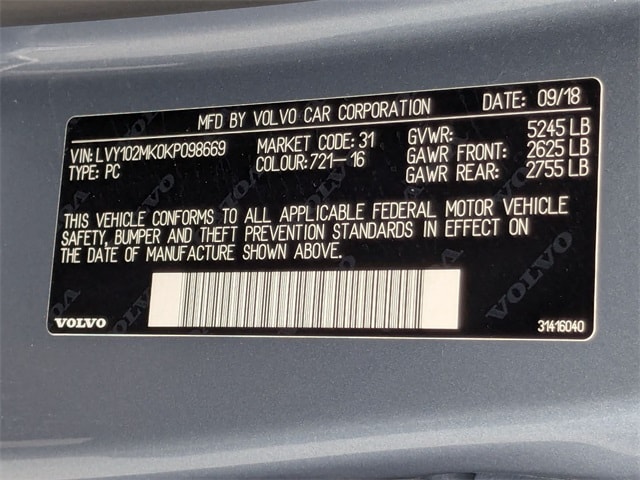 MFD BY VOLVO CAR CORPORATION DATE: 09/18
VIN: LVY102MK0KP098669 MARKET CODE: 31 GVWR: 5245 LB
TYPE: PC COLOUR: 721-16 GAWR FRONT: 2625 LB
GAWR REAR: 2755 LB
THIS VEHICLE CONFORMS TO ALL APPLICABLE FEDERAL MOTOR VEHICLE
SAFETY, BUMPER AND THEFT PREVENTION STANDARDS IN EFFECT ON
THE DATE OF MANUFACTURE SHOWN ABOVE.
VOLVO
VOLVO 31416040